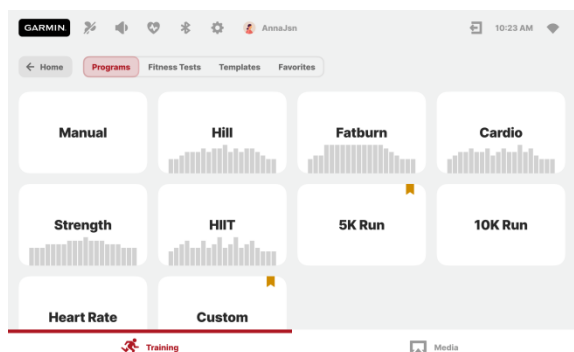 GARMIN AnnaJsn 10:23 AM
Home Programs Fitness Tests Templates Favorites
Manual Hill Fatburn Cardio
Strength HIIT 5K Run 10K Run
Heart Rate Custom
Training Media